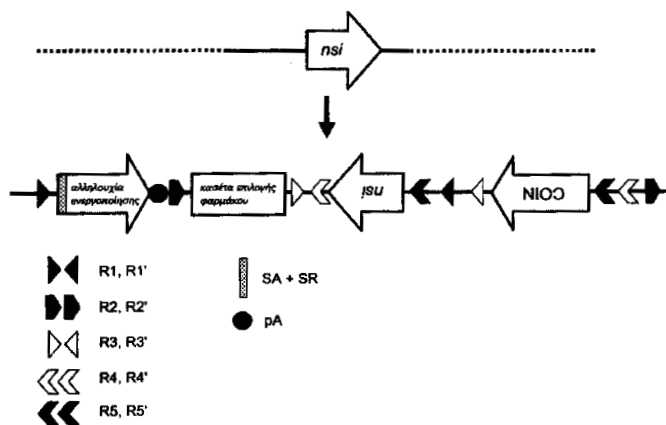 nsi
αλληλουχία
ενεργοποίησης
κασέτα επιλογής
φαρμάκου
nsi
COIN
R1, R1'
R2, R2'
R3, R3'
R4, R4'
R5, R5'
SA + SR
pA